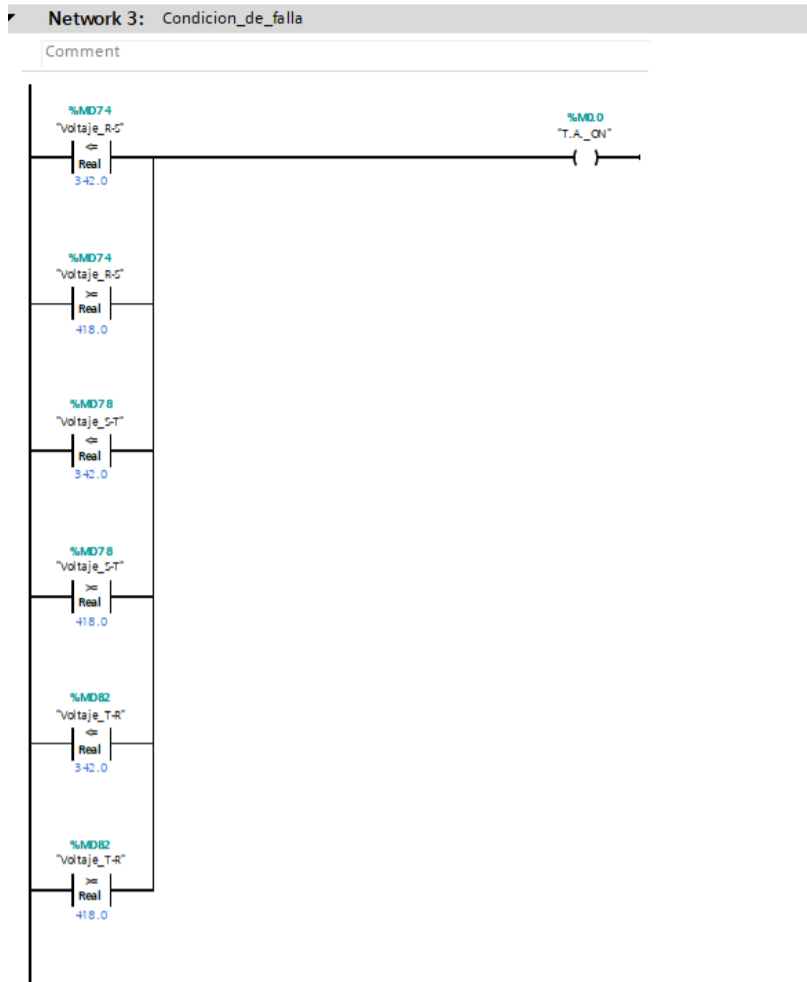 Network 3: Condicion_de_falla
Comment
%MD74
"Voltaje_R-S"
%M0.0
"T.A._ON"
<=
Real
342.0
%MD74
"Voltaje_R-S"
>=
Real
418.0
%MD78
"Voltaje_S-T"
<=
Real
342.0
%MD78
"Voltaje_S-T"
>=
Real
418.0
%MD82
"Voltaje_T-R"
<=
Real
342.0
%MD82
"Voltaje_T-R"
>=
Real
418.0